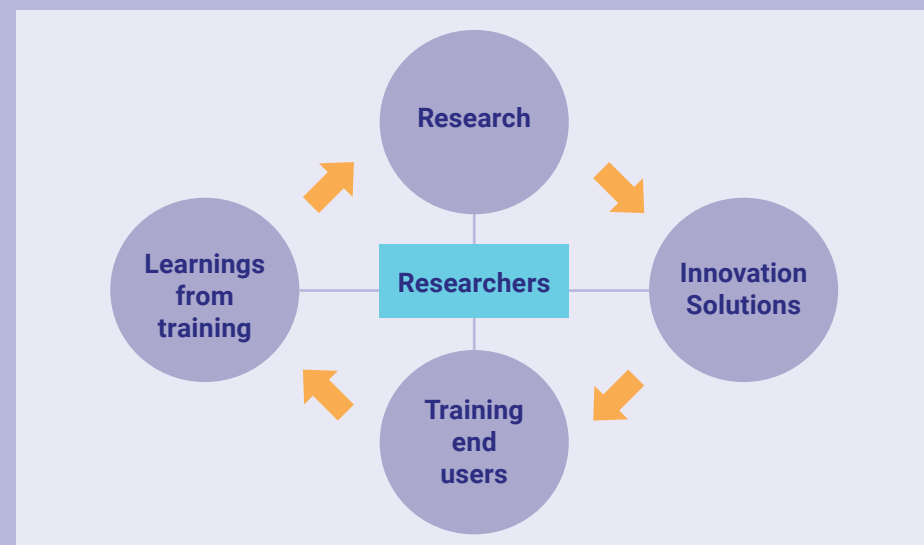 Research
Learnings
from
training
Researchers
Innovation
Solutions
Training
end
users